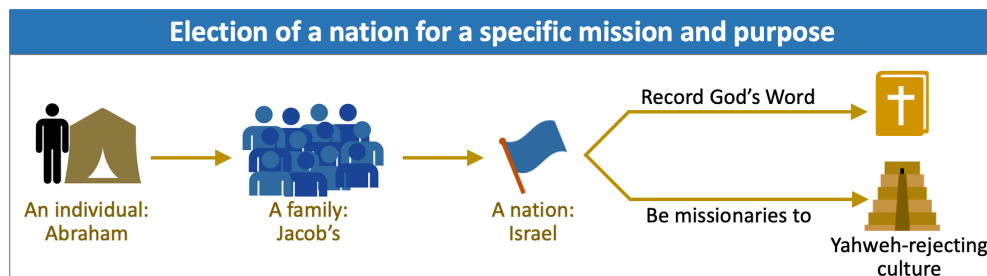 Election of a nation for a specific mission and purpose
Record God's Word
An individual:
Abraham
A family:
Jacob's
A nation:
Israel
Be missionaries to
Yahweh-rejecting
culture